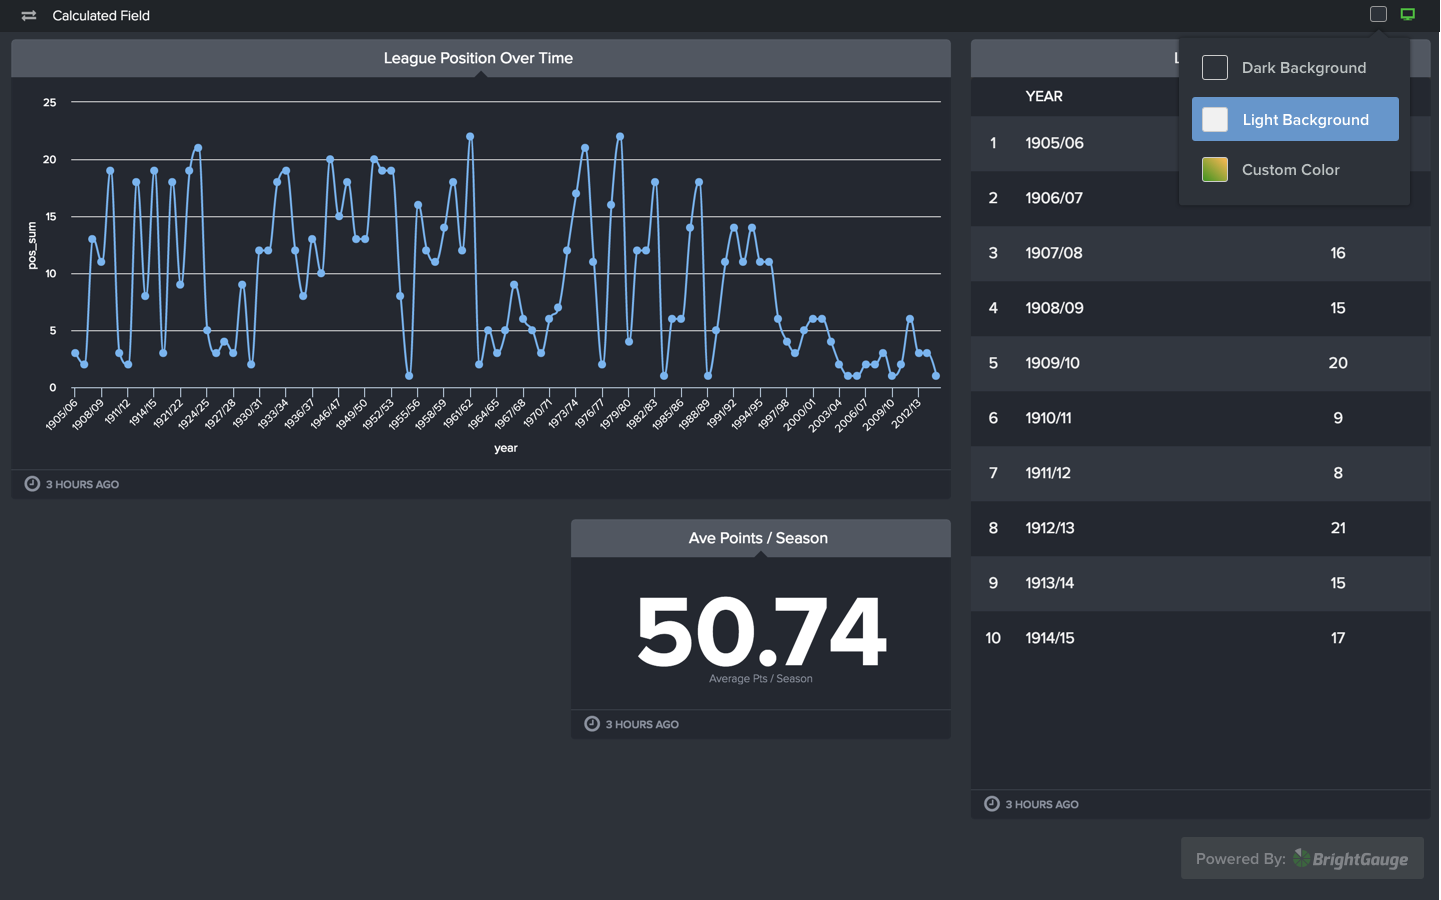 Calculated Field
League Position Over Time
25
20
15
10
5
0
pos_sum
1905/06
1908/09
1911/12
1914/15
1921/22
1924/25
1927/28
1930/31
1933/34
1936/37
1946/47
1949/50
1952/53
1955/56
1958/59
1961/62
1964/65
1967/68
1970/71
1973/74
1976/77
1979/80
1982/83
1985/86
1988/89
1991/92
1994/95
1997/98
2000/01
2003/04
2006/07
2009/10
2012/13
year
3 HOURS AGO
Ave Points / Season
50.74
Average Pts / Season
3 HOURS AGO
Dark Background
Light Background
Custom Color
YEAR
1 1905/06
2 1906/07
3 1907/08 16
4 1908/09 15
5 1909/10 20
6 1910/11 9
7 1911/12 8
8 1912/13 21
9 1913/14 15
10 1914/15 17
3 HOURS AGO
Powered By: BrightGauge